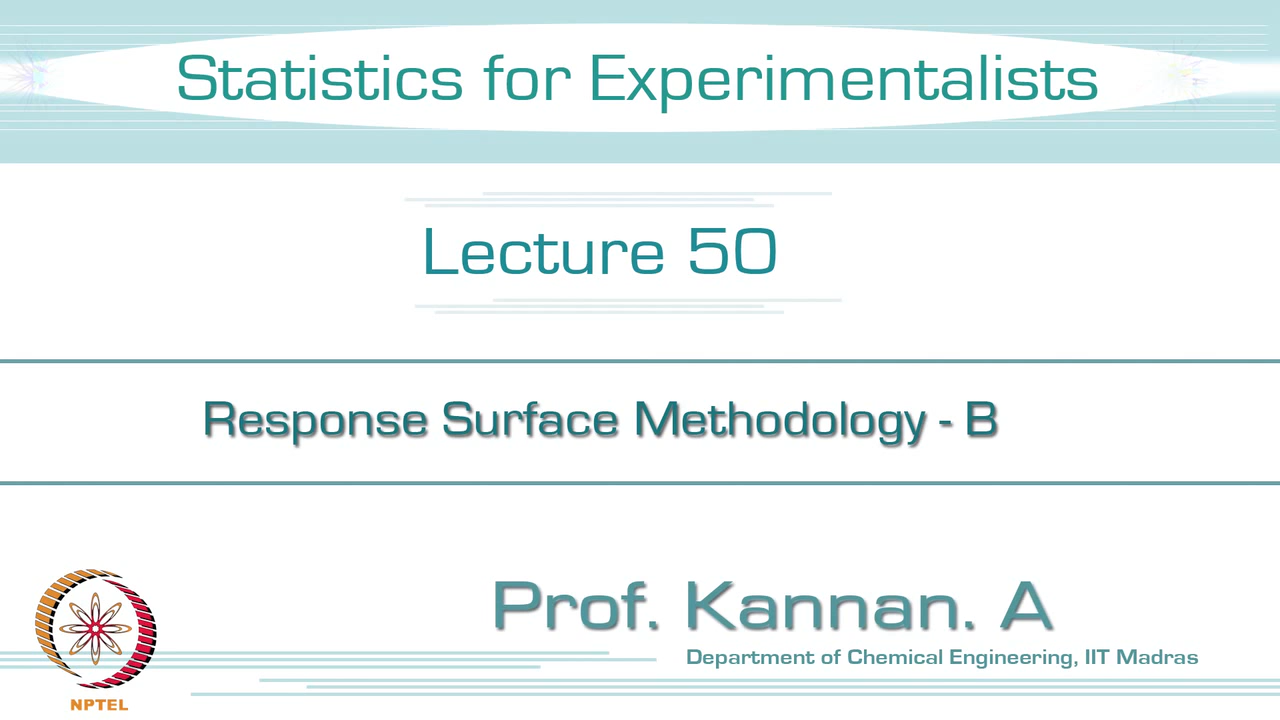 Statistics for Experimentalists
Lecture 50
Response Surface Methodology - B
Prof. Kannan. A
Department of Chemical Engineering, IIT Madras
NPTEL